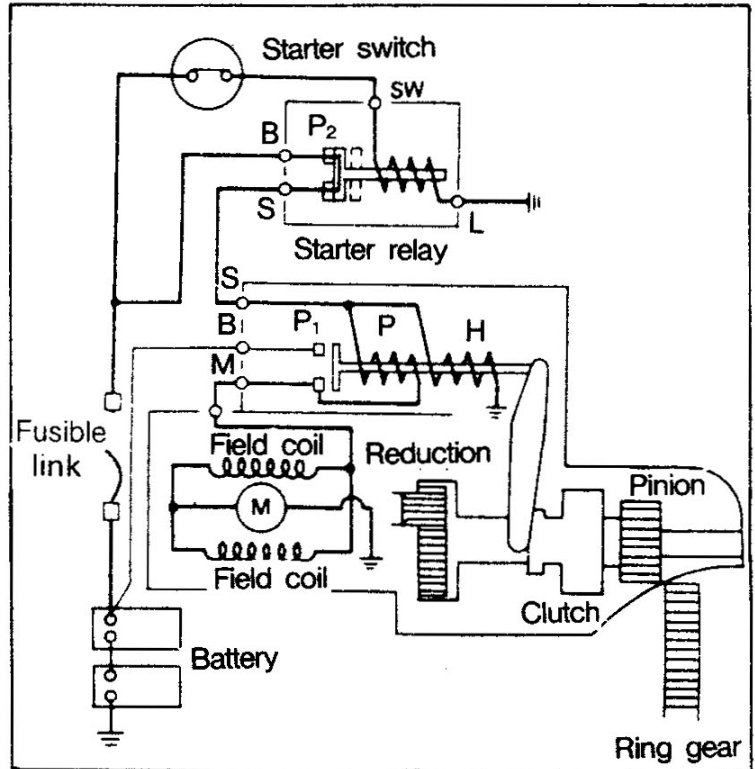 Starter switch
SW
B
P2
S
L
Starter relay
S
B
P1
P
H
M
Fusible
link
Field coil
Reduction
M
Pinion
Field coil
Clutch
Battery
Ring gear